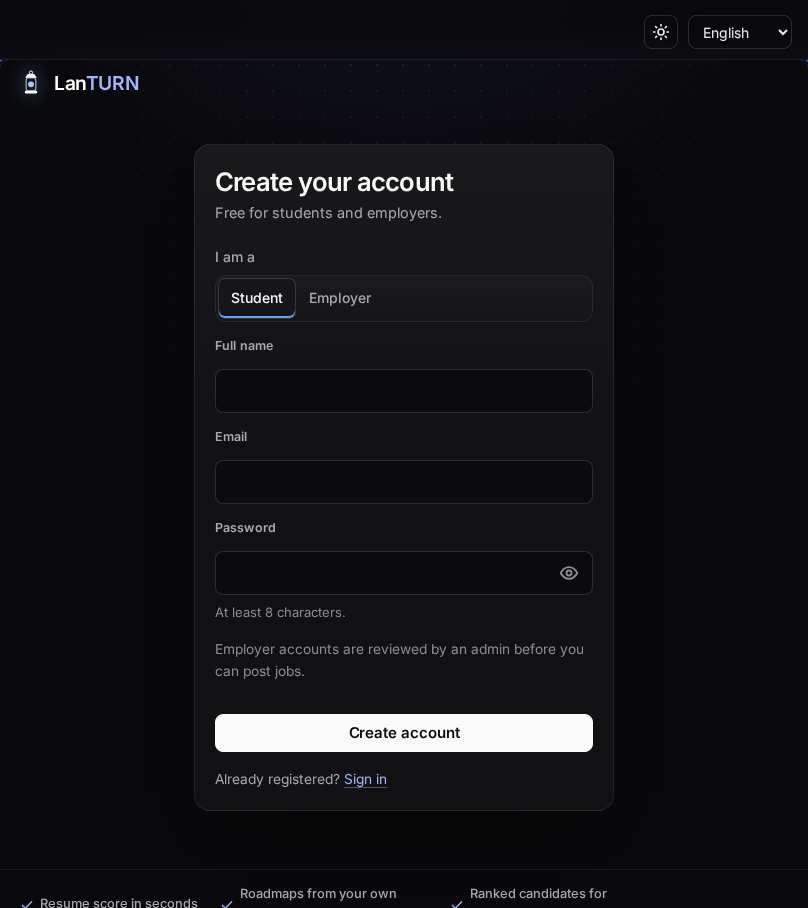 English
LanTURN
Create your account
Free for students and employers.
I am a
Student Employer
Full name
Email
Password
At least 8 characters.
Employer accounts are reviewed by an admin before you
can post jobs.
Create account
Already registered? Sign in
Resume score in seconds
Roadmaps from your own
Ranked candidates for